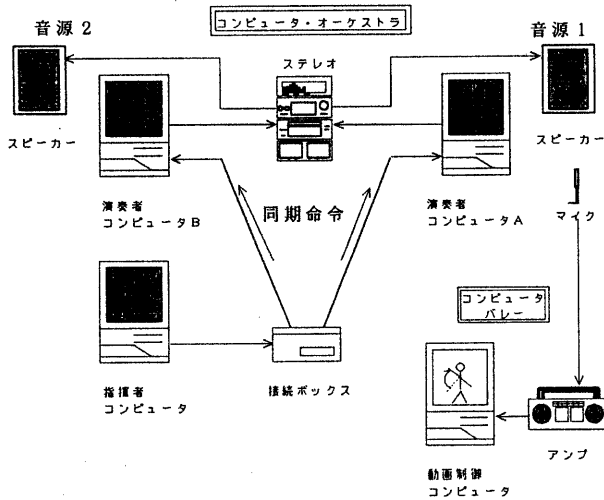 コンピュータ・オーケストラ
音源2
音源1
ステレオ
スピーカー
スピーカー
演奏者
コンピュータB
演奏者
コンピュータA
マイク
同期命令
コンピュータ
バレー
指揮者
コンピュータ
接続ボックス
アンプ
動画制御
コンピュータ